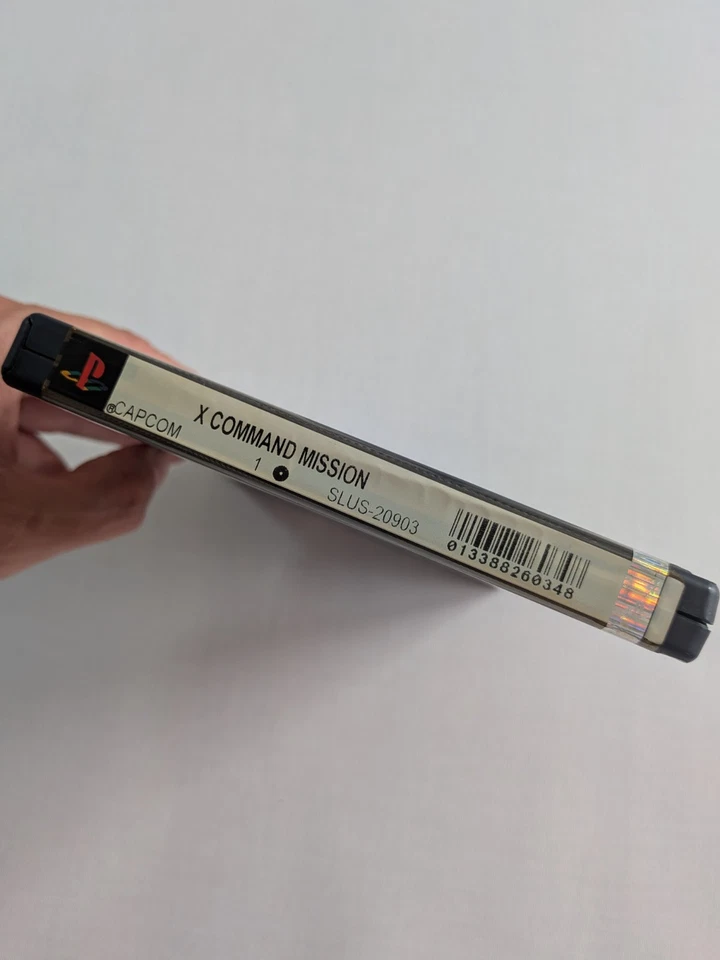 ®CAPCOM
X COMMAND MISSION
1
SLUS-20903
013388260348